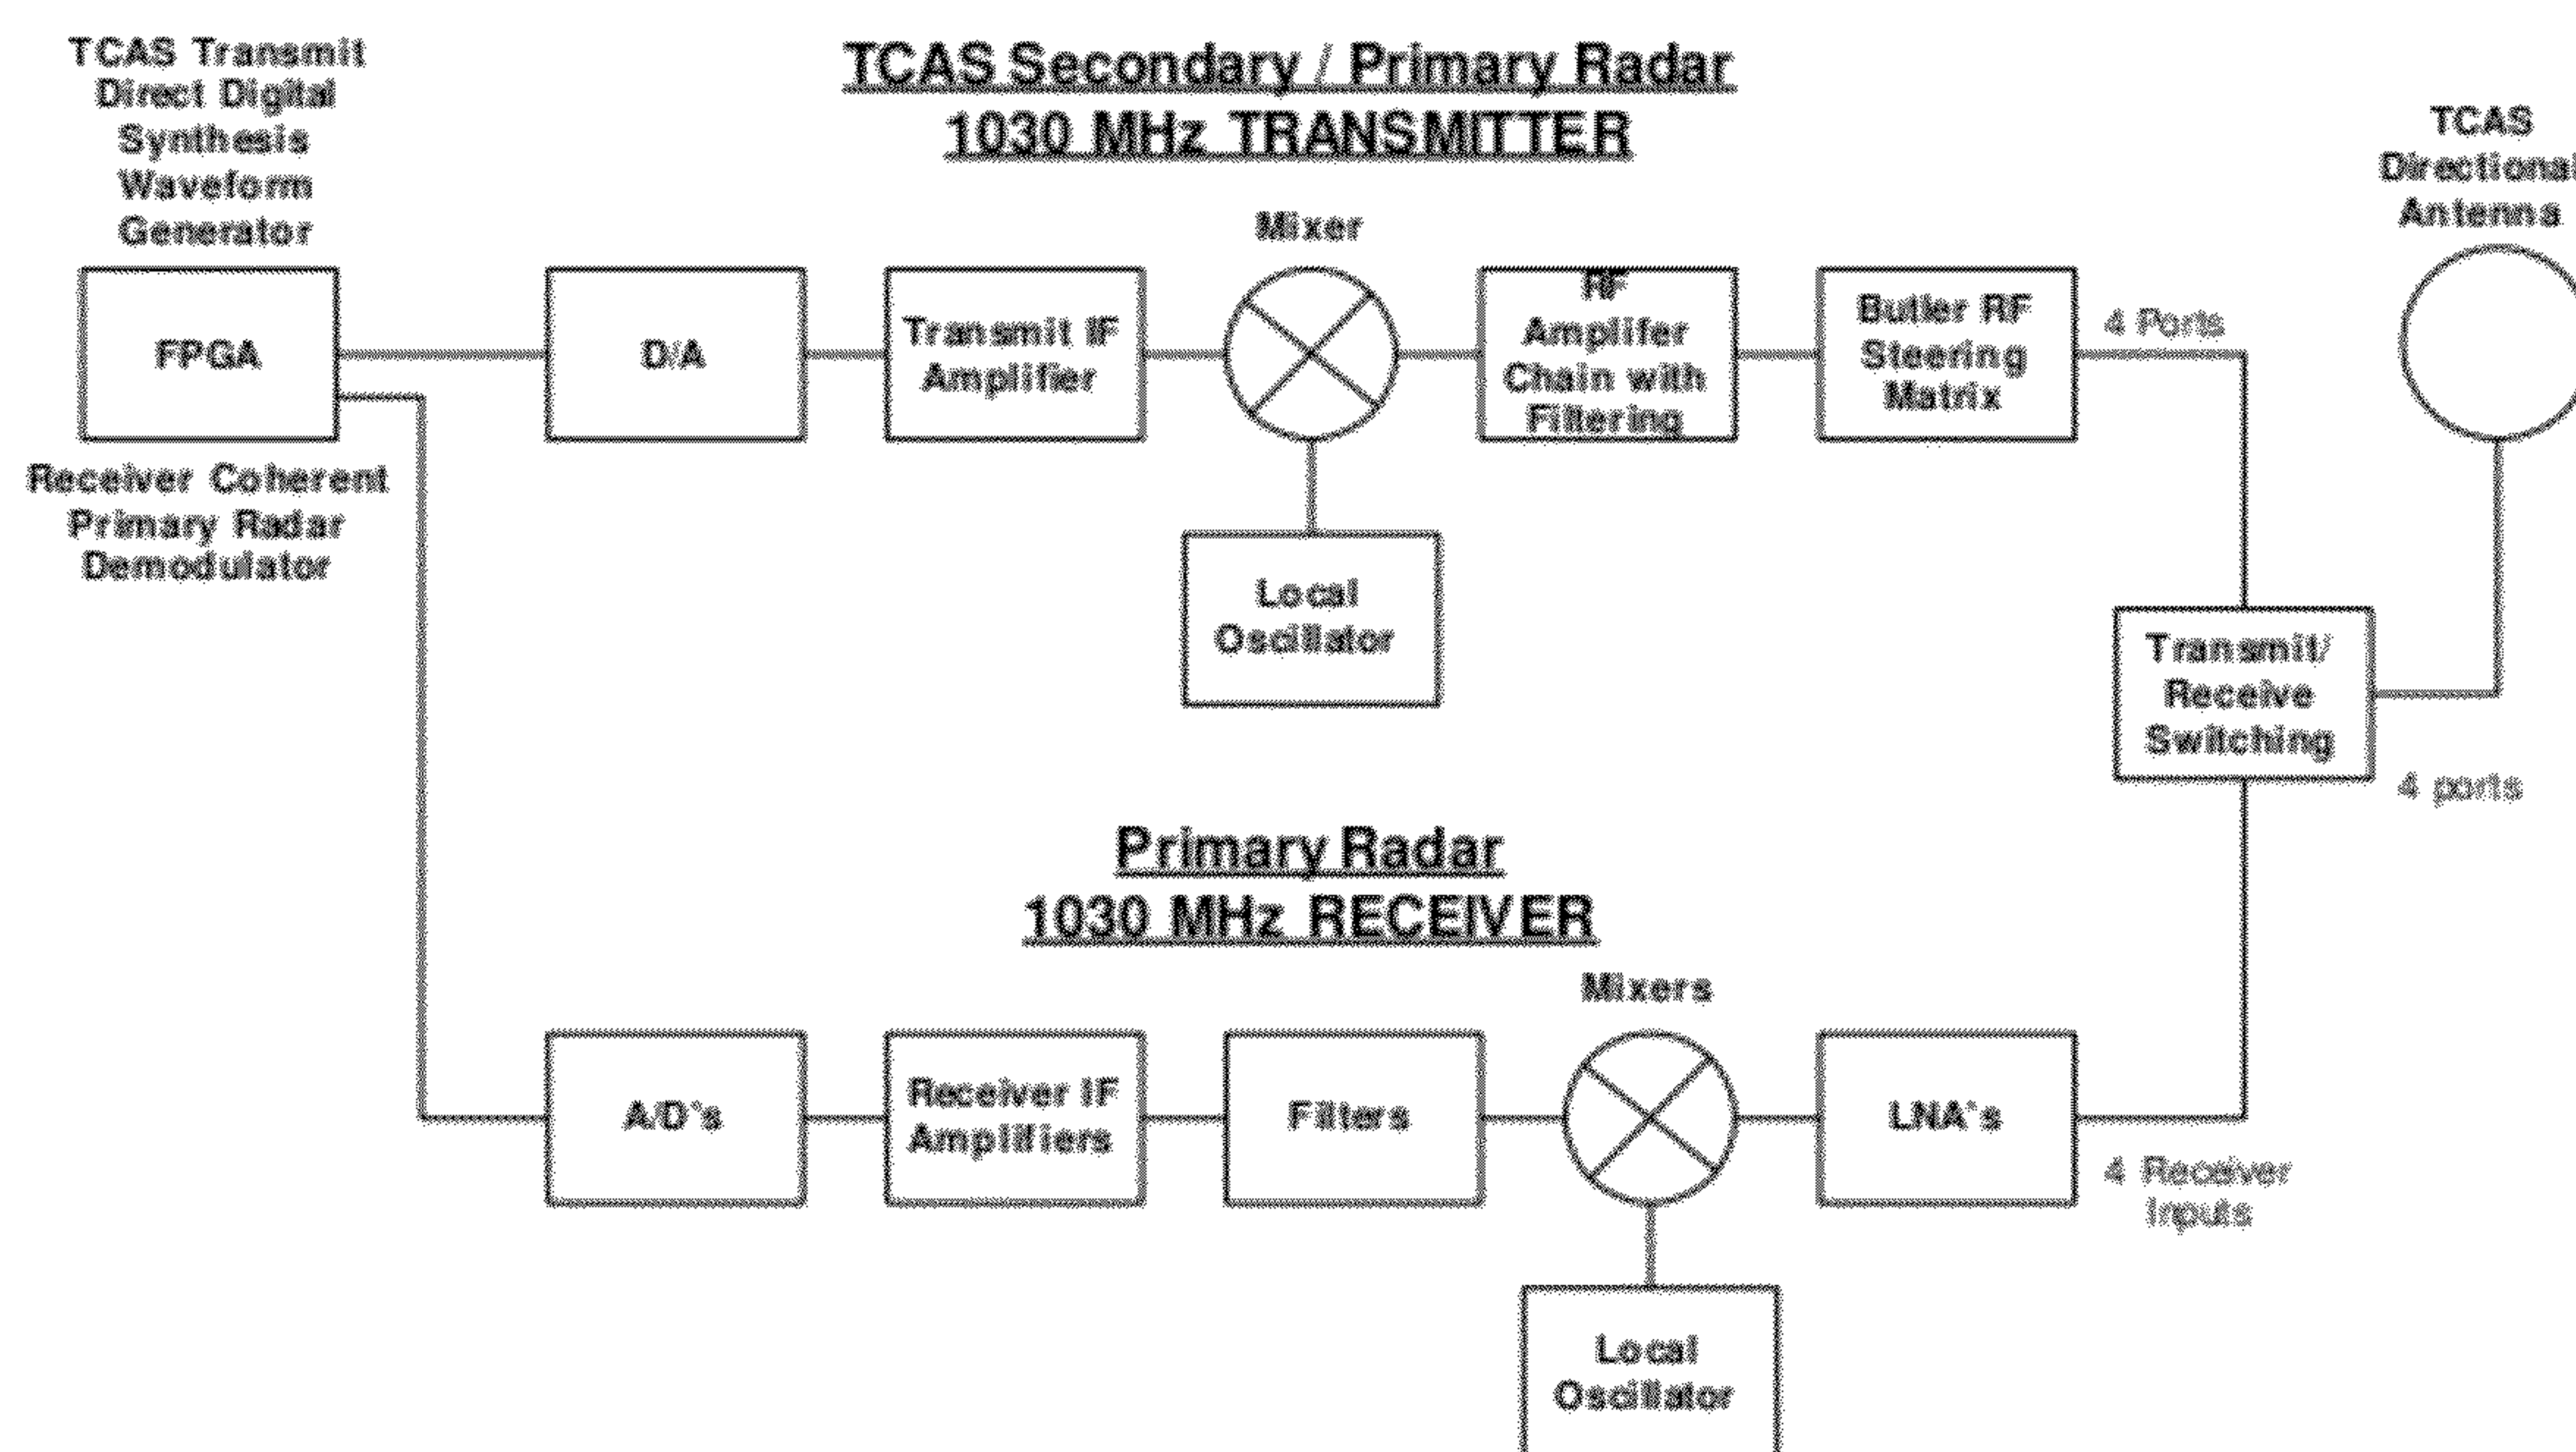 TCAS Transmit
Direct Digital
Synthesis
Waveform
Generator
TCAS Secondary / Primary Radar
1030 MHz TRANSMITTER
TCAS
Directional
Antenna
Mixer
FPGA
D/A
Transmit IF
Amplifier
RF
Amplifer
Chain with
Filtering
Butler RF
Steering
Matrix
4 Ports
Receiver Coherent
Primary Radar
Demodulator
Local
Oscillator
Transmit/
Receive
Switching
4 ports
Primary Radar
1030 MHz RECEIVER
Mixers
A/D's
Receiver IF
Amplifiers
Filters
LNA's
4 Receiver
Inputs
Local
Oscillator